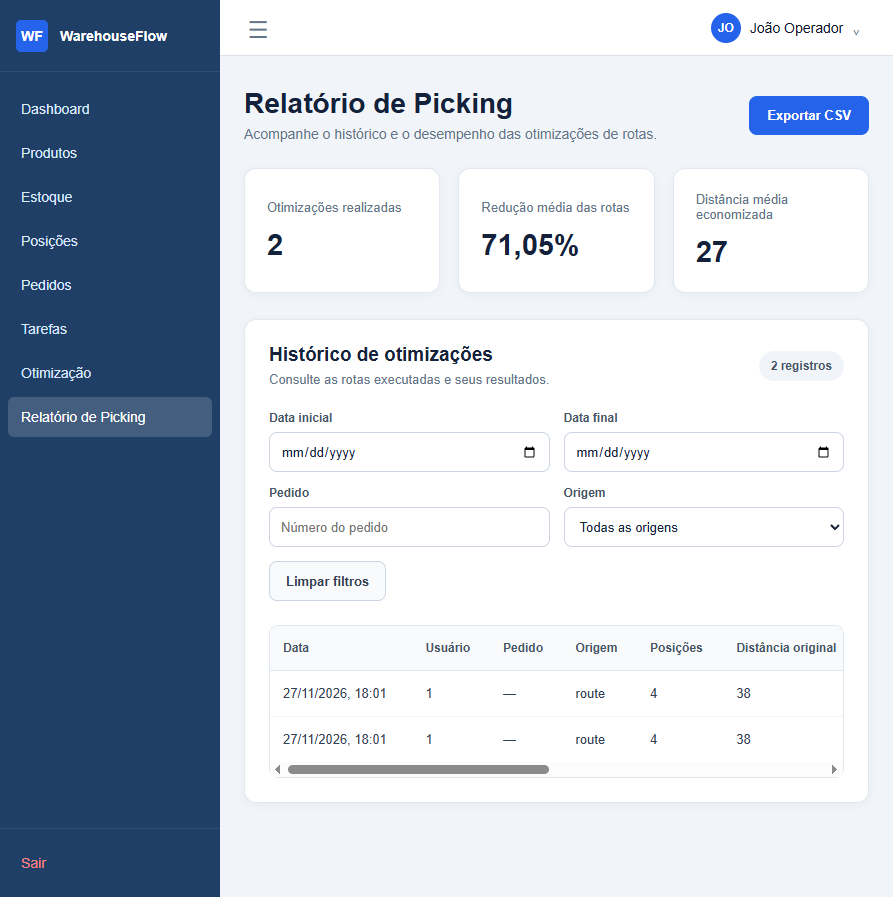 WF WarehouseFlow
☰
JO João Operador v
Dashboard
Produtos
Estoque
Posições
Pedidos
Tarefas
Otimização
Relatório de Picking
Sair
Relatório de Picking
Acompanhe o histórico e o desempenho das otimizações de rotas.
Exportar CSV
Otimizações realizadas
2
Redução média das rotas
71,05%
Distância média
economizada
27
Histórico de otimizações
Consulte as rotas executadas e seus resultados.
2 registros
Data inicial Data final
mm/dd/yyyy mm/dd/yyyy
Pedido Origem
Número do pedido Todas as origens
Limpar filtros
Data Usuário Pedido Origem Posições Distância original
27/11/2026, 18:01 1 — route 4 38
27/11/2026, 18:01 1 — route 4 38